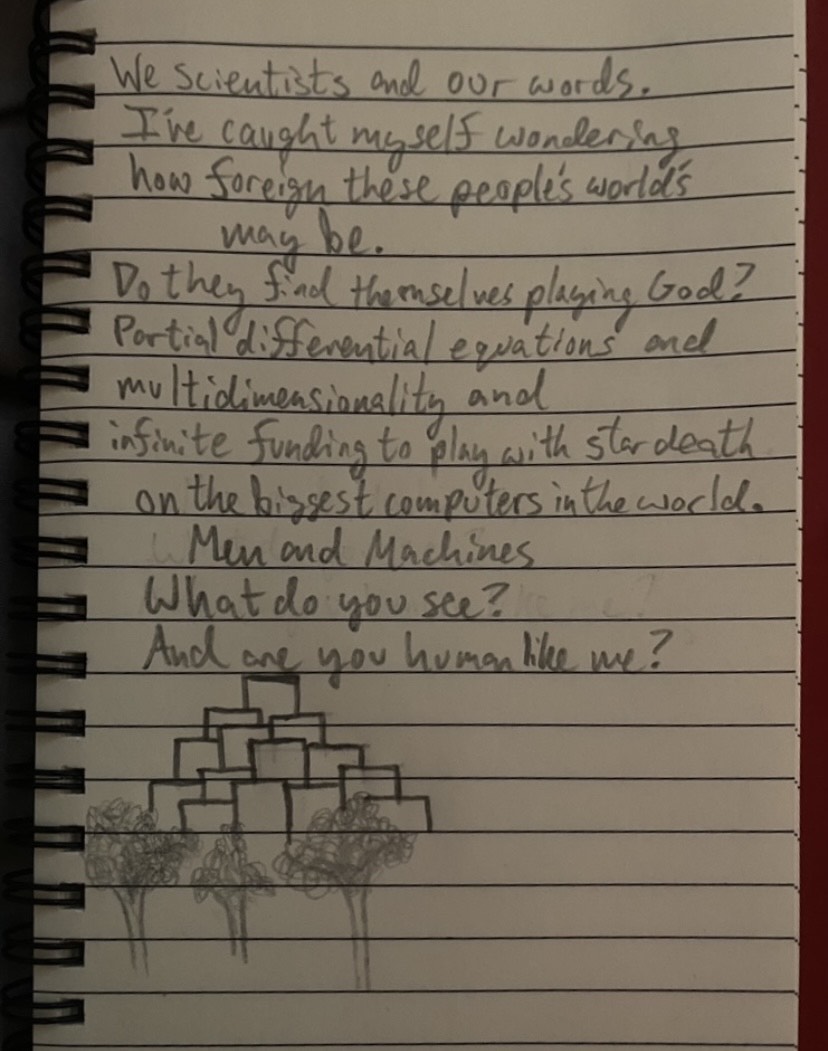 We scientists and our words.
I've caught myself wondering
how foreign these people's world's
may be.
Do they find themselves playing God?
Partial differential equations and
multidimensionality and
infinite funding to play with star death
on the biggest computers in the world.
Men and Machines
What do you see?
And are you human like me?